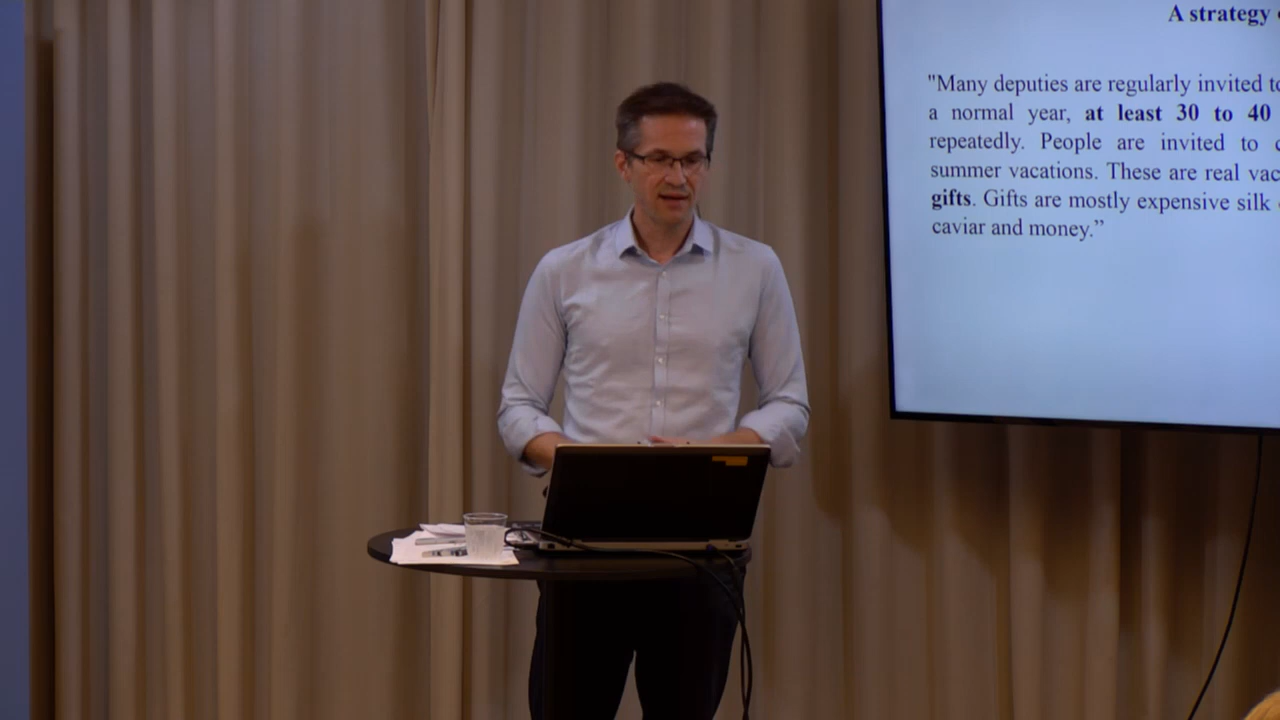 A strategy
"Many deputies are regularly invited to
a normal year, at least 30 to 40
repeatedly. People are invited to
summer vacations. These are real vac
gifts. Gifts are mostly expensive silk
caviar and money.”